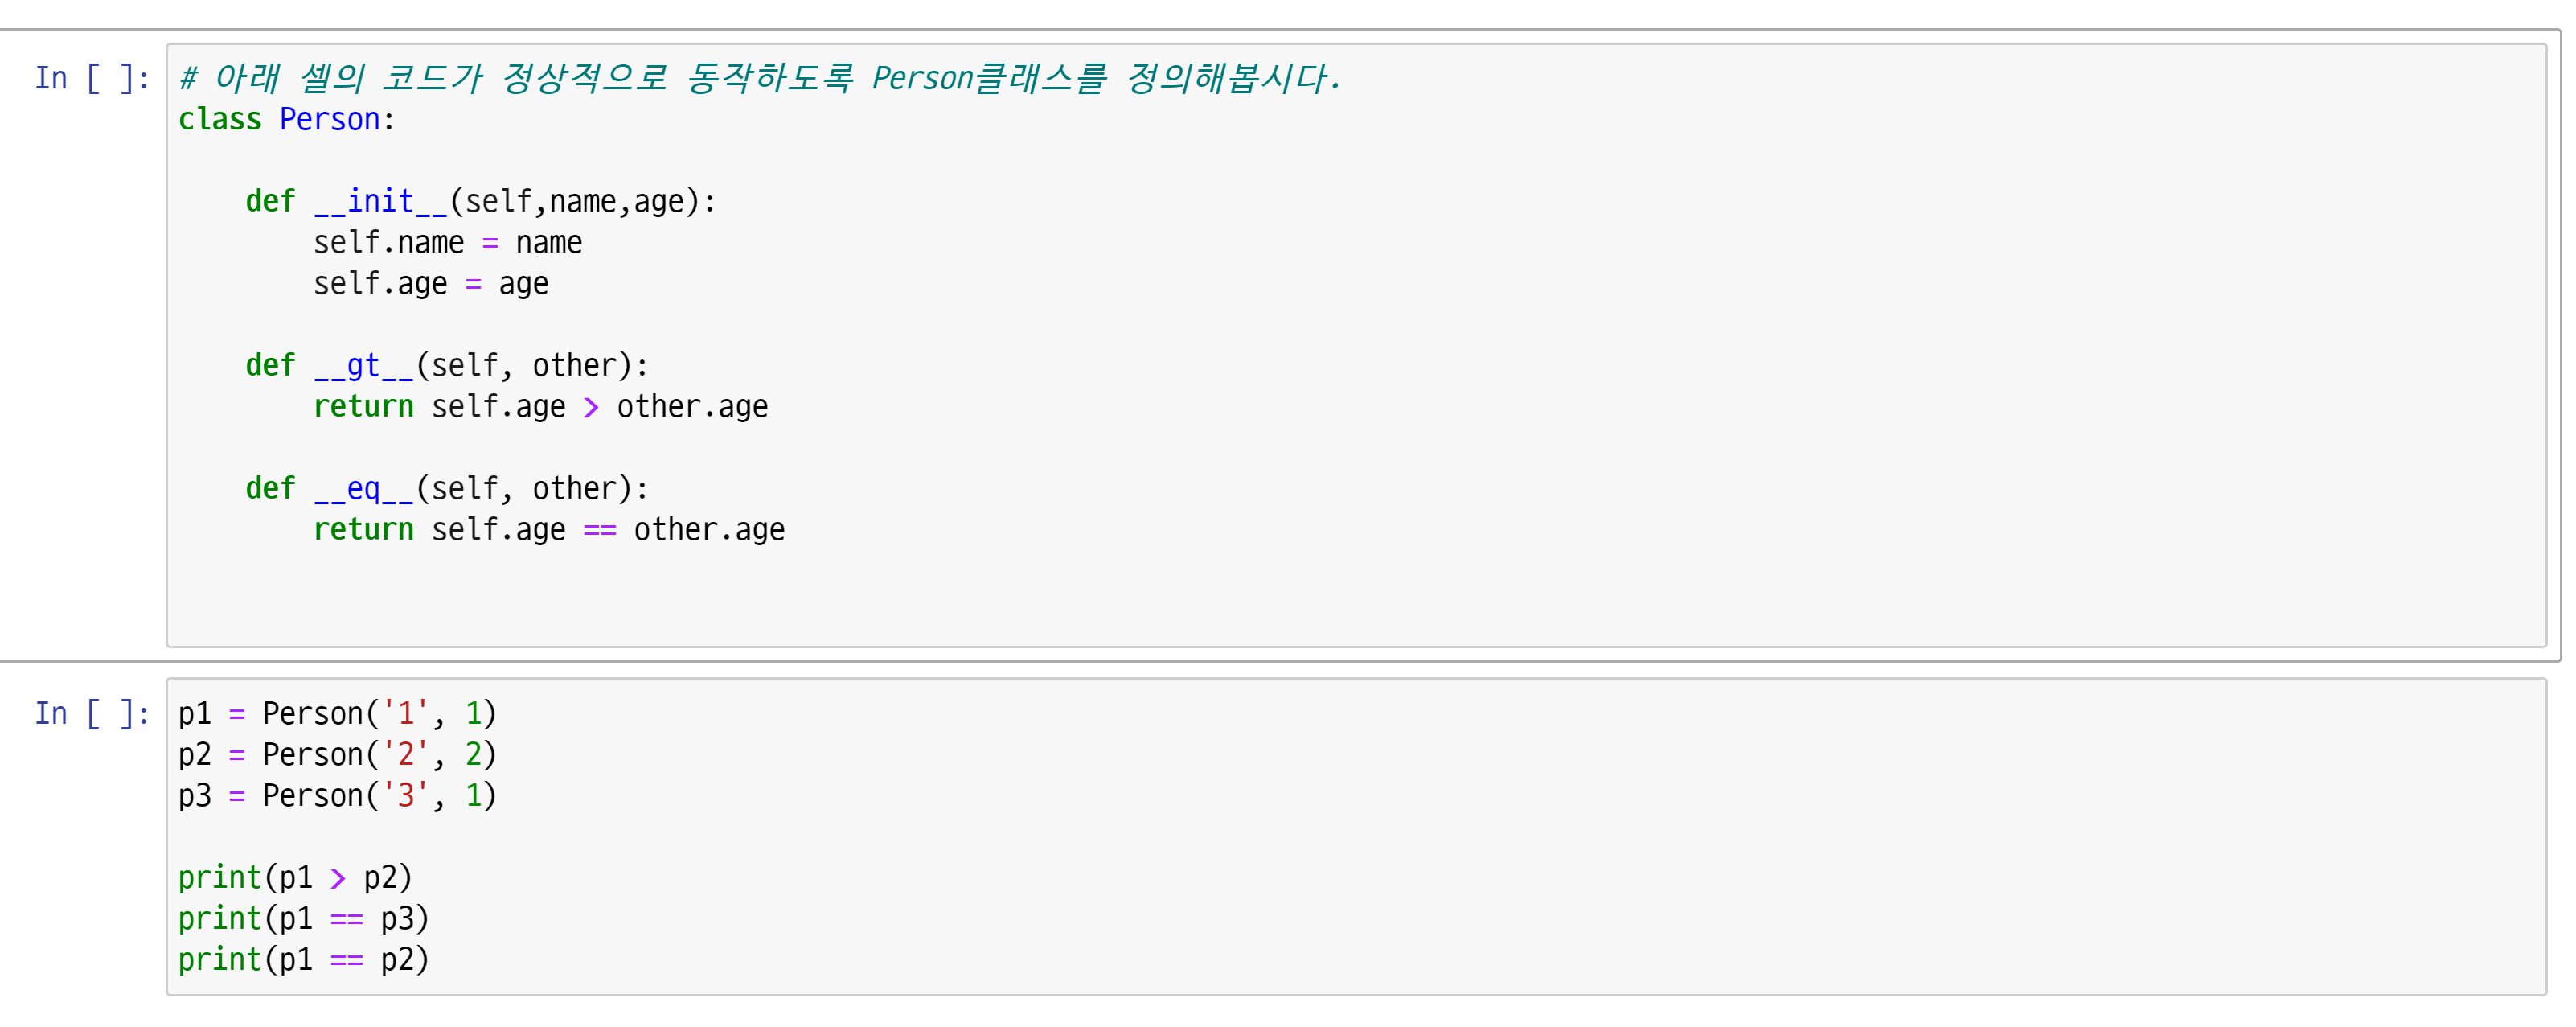 In [ ]: # 아래 셀의 코드가 정상적으로 동작하도록 Person클래스를 정의해봅시다.
class Person:
    def __init__(self,name,age):
        self.name = name
        self.age = age
    def __gt__(self, other):
        return self.age > other.age
    def __eq__(self, other):
        return self.age == other.age
In [ ]: p1 = Person('1', 1)
p2 = Person('2', 2)
p3 = Person('3', 1)
print(p1 > p2)
print(p1 == p3)
print(p1 == p2)